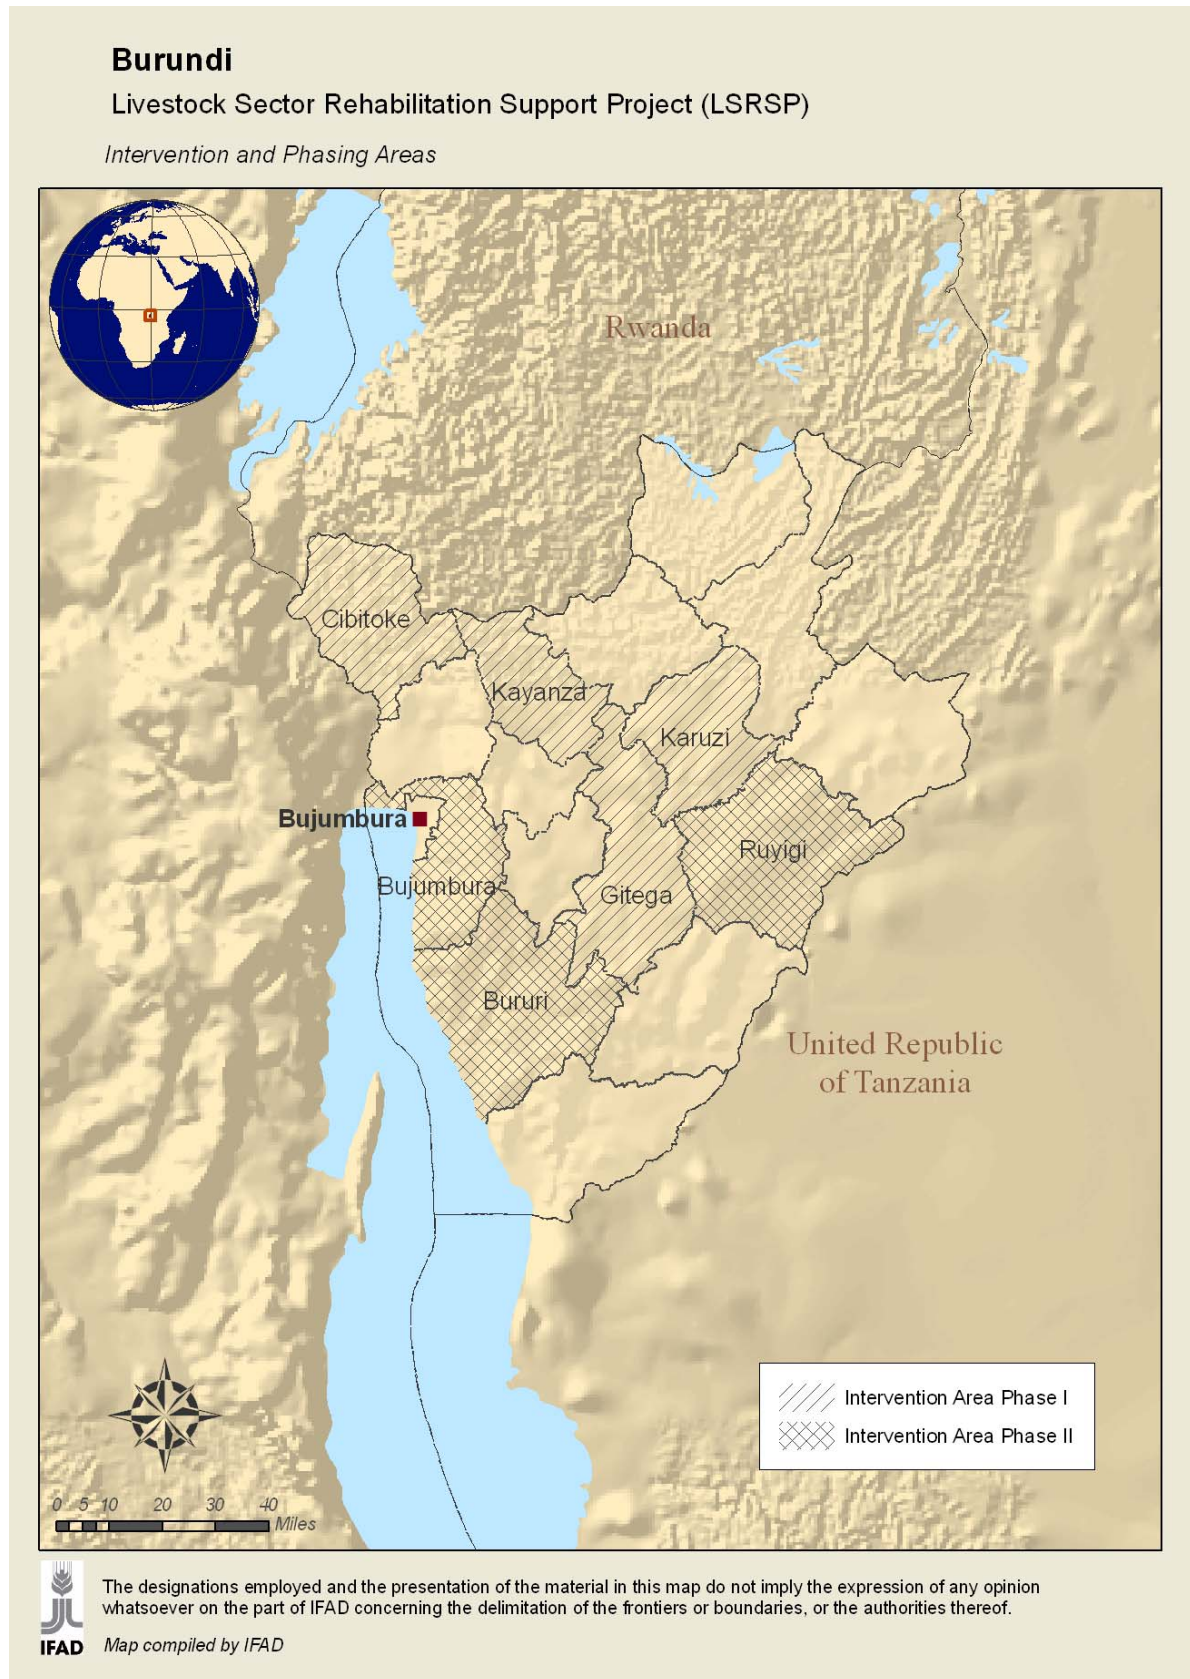 Burundi
Livestock Sector Rehabilitation Support Project (LSRSP)
Intervention and Phasing Areas
Rwanda
Cibitoke
Kayanza
Karuzi
Bujumbura
Ruyigi
Bujumbura
Gitega
Bururi
United Republic
of Tanzania
Intervention Area Phase I
Intervention Area Phase II
0 5 10 20 30 40
Miles
The designations employed and the presentation of the material in this map do not imply the expression of any opinion
whatsoever on the part of IFAD concerning the delimitation of the frontiers or boundaries, or the authorities thereof.
IFAD
Map compiled by IFAD